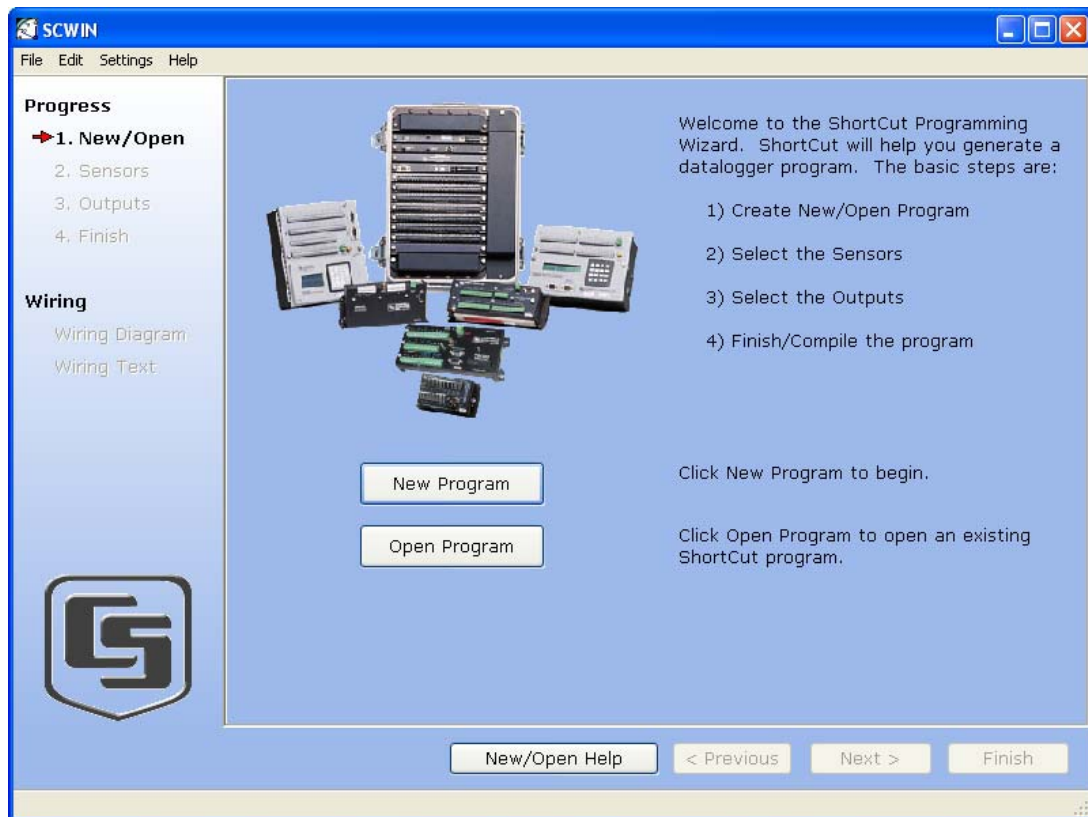 SCWIN
File Edit Settings Help
Progress
1. New/Open
2. Sensors
3. Outputs
4. Finish
Wiring
Wiring Diagram
Wiring Text
Welcome to the ShortCut Programming
Wizard. ShortCut will help you generate a
datalogger program. The basic steps are:
1) Create New/Open Program
2) Select the Sensors
3) Select the Outputs
4) Finish/Compile the program
New Program
Click New Program to begin.
Open Program
Click Open Program to open an existing
ShortCut program.
CS
New/Open Help
< Previous
Next >
Finish